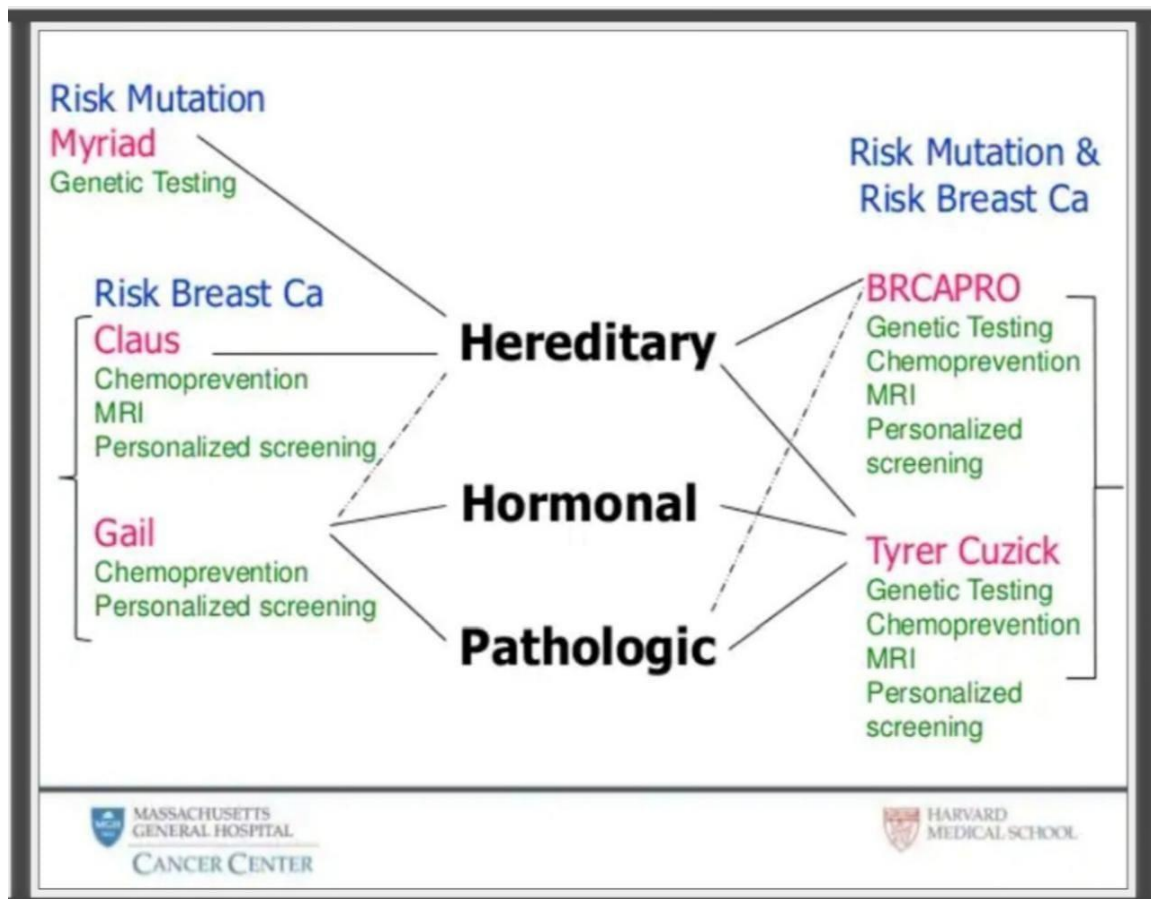 Risk Mutation
Myriad
Genetic Testing
Risk Breast Ca
Claus
Chemoprevention
MRI
Personalized screening
Gail
Chemoprevention
Personalized screening
Hereditary
Hormonal
Pathologic
Risk Mutation &
Risk Breast Ca
BRCAPRO
Genetic Testing
Chemoprevention
MRI
Personalized
screening
Tyrer Cuzick
Genetic Testing
Chemoprevention
MRI
Personalized
screening
MGH
MASSACHUSETTS
GENERAL HOSPITAL
CANCER CENTER
HARVARD
MEDICAL SCHOOL